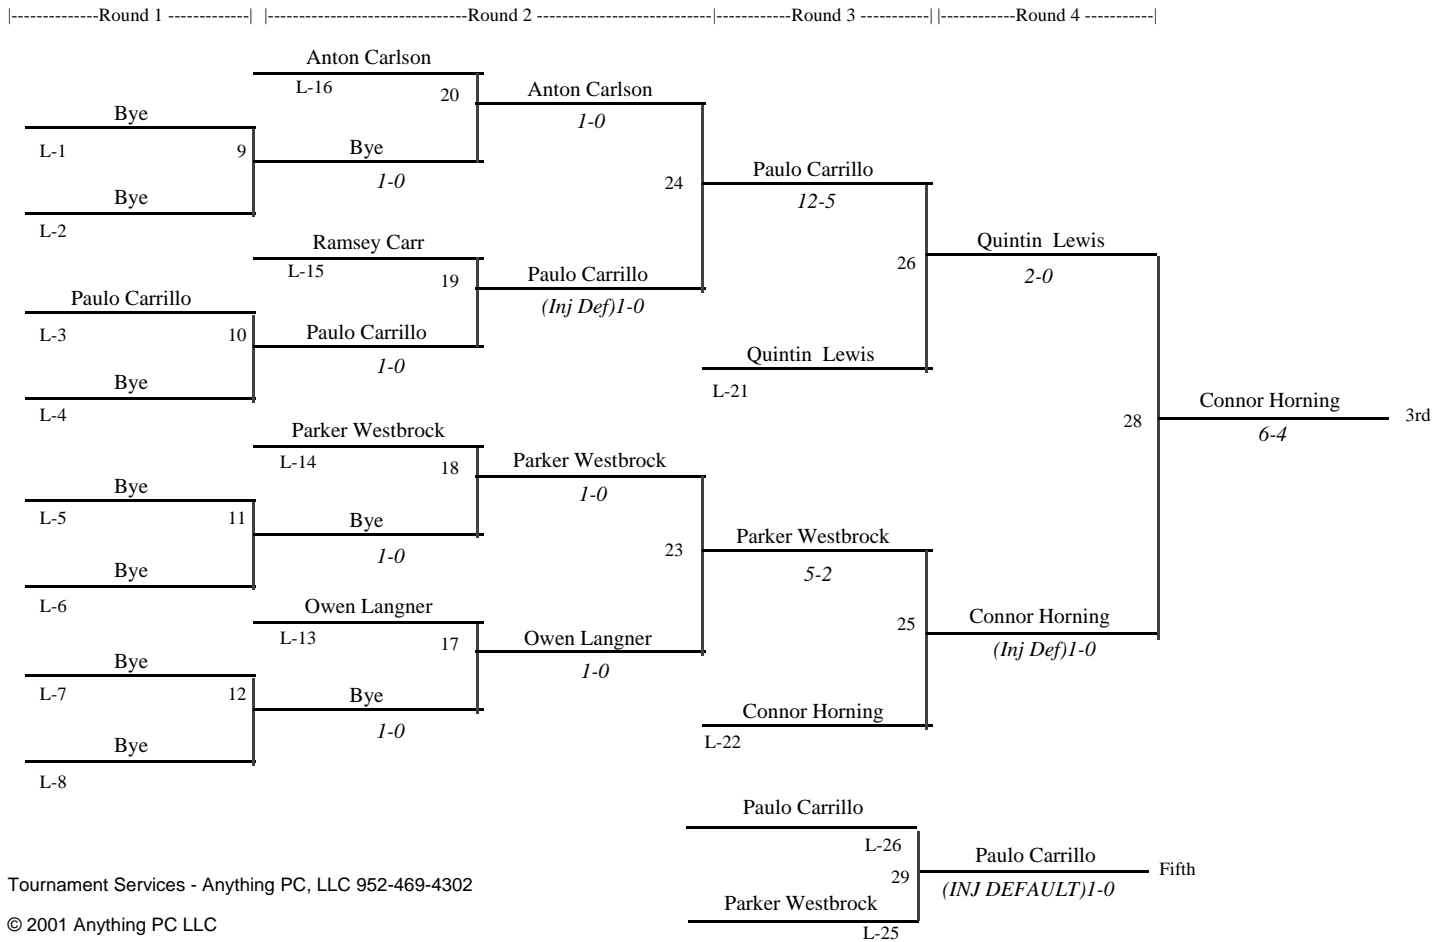 |--------------Round 1 -------------| |--------------------------------Round 2 ----------------------------|------------Round 3 -----------| |------------Round 4 -----------|
Anton Carlson
L-16
20
Anton Carlson
1-0
Bye
L-1
9
Bye
1-0
Bye
L-2
24
Paulo Carrillo
12-5
Ramsey Carr
L-15
19
Paulo Carrillo
(Inj Def)1-0
Paulo Carrillo
L-3
10
Paulo Carrillo
1-0
Bye
L-4
26
Quintin  Lewis
2-0
Quintin  Lewis
L-21
28
Connor Horning
6-4
3rd
Parker Westbrock
L-14
18
Parker Westbrock
1-0
Bye
L-5
11
Bye
1-0
Bye
L-6
23
Parker Westbrock
5-2
Owen Langner
L-13
17
Owen Langner
1-0
Bye
L-7
12
Bye
1-0
Bye
L-8
25
Connor Horning
(Inj Def)1-0
Connor Horning
L-22
Paulo Carrillo
L-26
29
Paulo Carrillo
(INJ DEFAULT)1-0
Fifth
Parker Westbrock
L-25
Tournament Services - Anything PC, LLC 952-469-4302
© 2001 Anything PC LLC